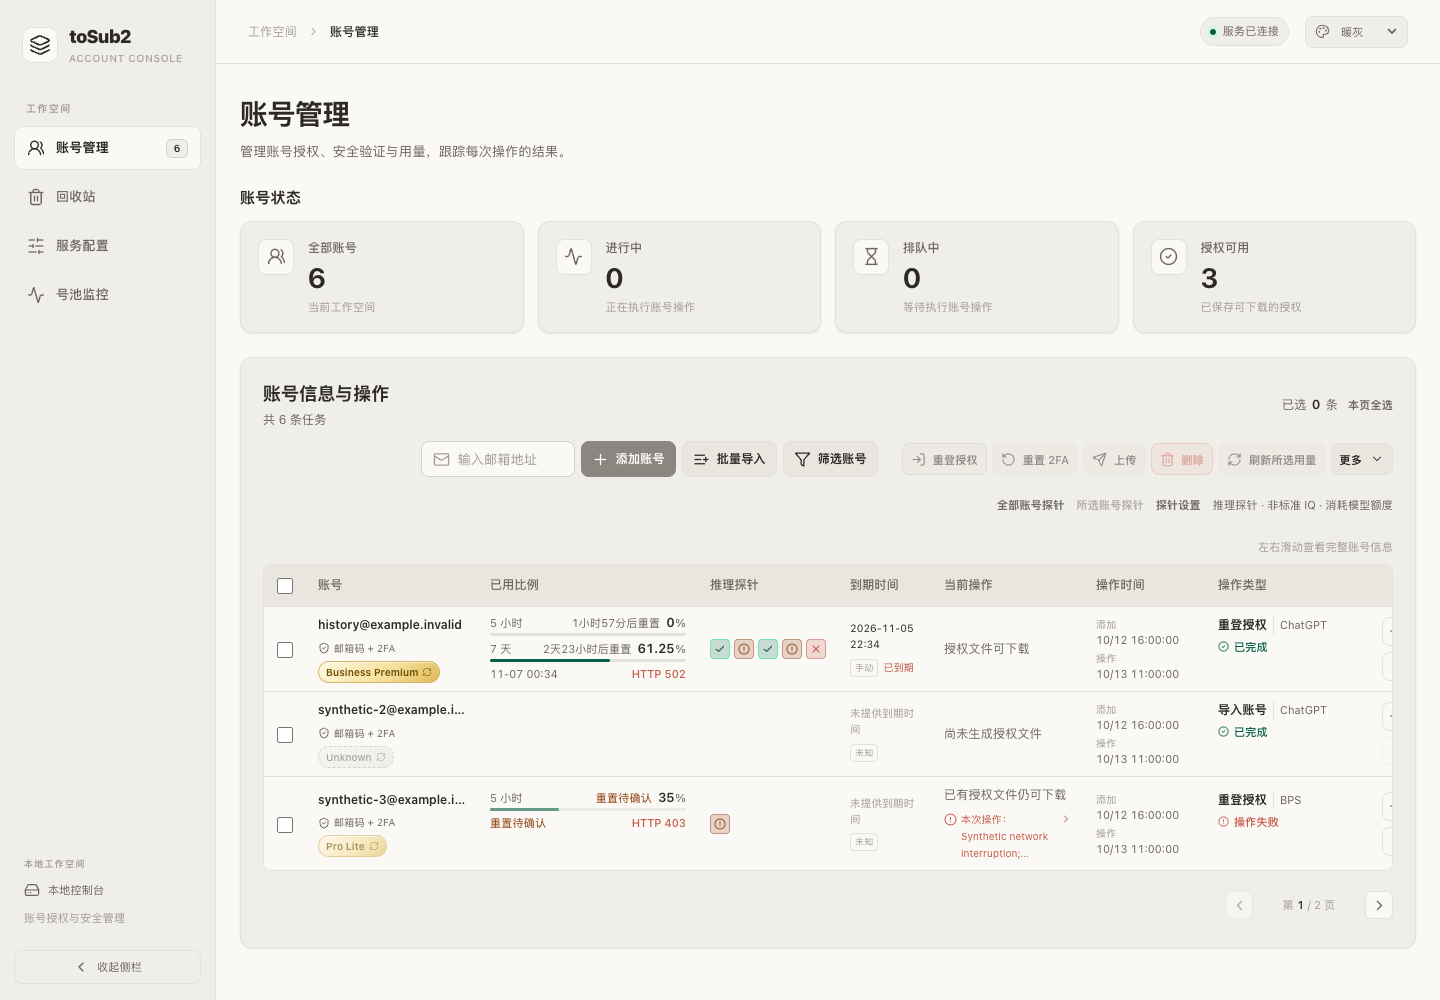 toSub2
ACCOUNT CONSOLE
工作空间
账号管理 6
回收站
服务配置
号池监控
本地工作空间
本地控制台
账号授权与安全管理
收起侧栏
工作空间 > 账号管理
服务已连接
暖灰
账号管理
管理账号授权、安全验证与用量，跟踪每次操作的结果。
账号状态
全部账号
6
当前工作空间
进行中
0
正在执行账号操作
排队中
0
等待执行账号操作
授权可用
3
已保存可下载的授权
账号信息与操作
共 6 条任务
已选 0 条 本页全选
输入邮箱地址
添加账号
批量导入
筛选账号
重登授权
重置 2FA
上传
删除
刷新所选用量
更多
全部账号探针 所选账号探针 探针设置 推理探针 · 非标准 IQ · 消耗模型额度
左右滑动查看完整账号信息
账号 已用比例 推理探针 到期时间 当前操作 操作时间 操作类型
history@example.invalid
邮箱码 + 2FA
Business Premium
5 小时 1小时57分后重置 0%
7 天 2天23小时后重置 61.25%
11-07 00:34 HTTP 502
2026-11-05
22:34
手动 已到期
授权文件可下载
添加
10/12 16:00:00
操作
10/13 11:00:00
重登授权 ChatGPT
已完成
synthetic-2@example.i...
邮箱码 + 2FA
Unknown
未提供到期时
间
未知
尚未生成授权文件
添加
10/12 16:00:00
操作
10/13 11:00:00
导入账号 ChatGPT
已完成
synthetic-3@example.i...
邮箱码 + 2FA
Pro Lite
5 小时 重置待确认 35%
重置待确认 HTTP 403
未提供到期时
间
未知
已有授权文件仍可下载
本次操作：
Synthetic network
interruption;...
添加
10/12 16:00:00
操作
10/13 11:00:00
重登授权 BPS
操作失败
第 1 / 2 页